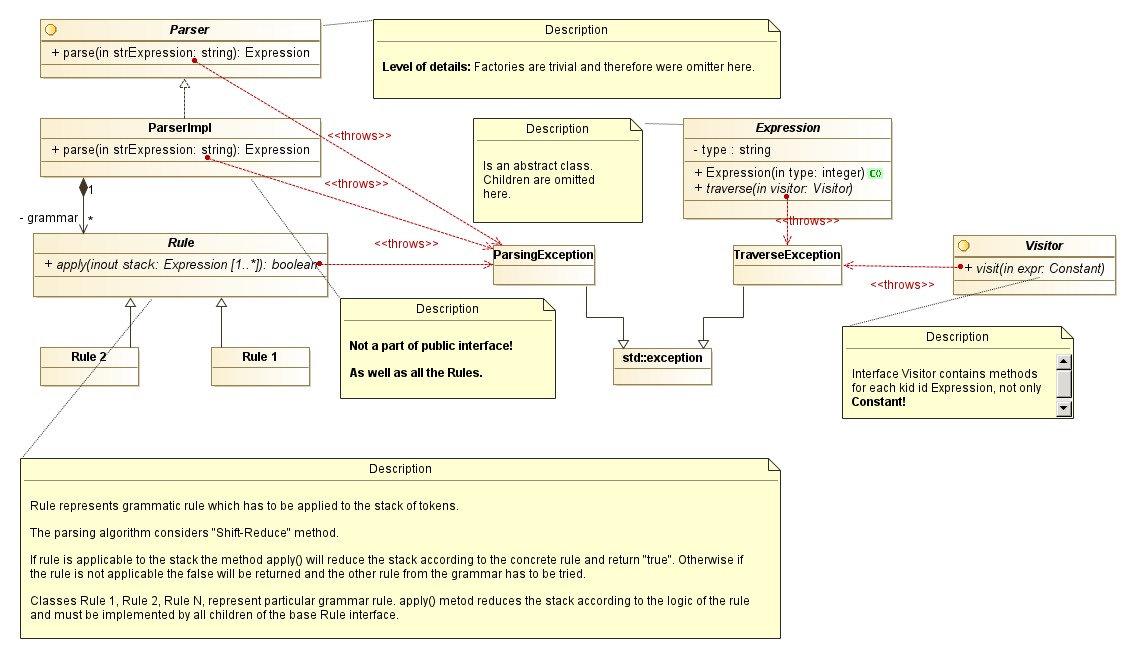 Parser
+ parse(in strExpression: string): Expression
Description
Level of details: Factories are trivial and therefore were omitter here.
ParserImpl
+ parse(in strExpression: string): Expression
<<throws>>
<<throws>>
<<throws>>
Description
Is an abstract class.
Children are omitted
here.
Expression
- type : string
+ Expression(in type: integer)
+ traverse(in visitor: Visitor)
<<throws>>
1
- grammar
*
Rule
+ apply(inout stack: Expression [1..*]): boolean
ParsingException
TraverseException
Visitor
+ visit(in expr: Constant)
<<throws>>
Description
Not a part of public interface!
As well as all the Rules.
Rule 2
Rule 1
std::exception
Description
Interface Visitor contains methods
for each kid id Expression, not only
Constant!
Description
Rule represents grammatic rule which has to be applied to the stack of tokens.
The parsing algorithm considers "Shift-Reduce" method.
If rule is applicable to the stack the method apply() will reduce the stack according to the concrete rule and return "true". Otherwise if
the rule is not applicable the false will be returned and the other rule from the grammar has to be tried.
Classes Rule 1, Rule 2, Rule N, represent particular grammar rule. apply() metod reduces the stack according to the logic of the rule
and must be implemented by all children of the base Rule interface.